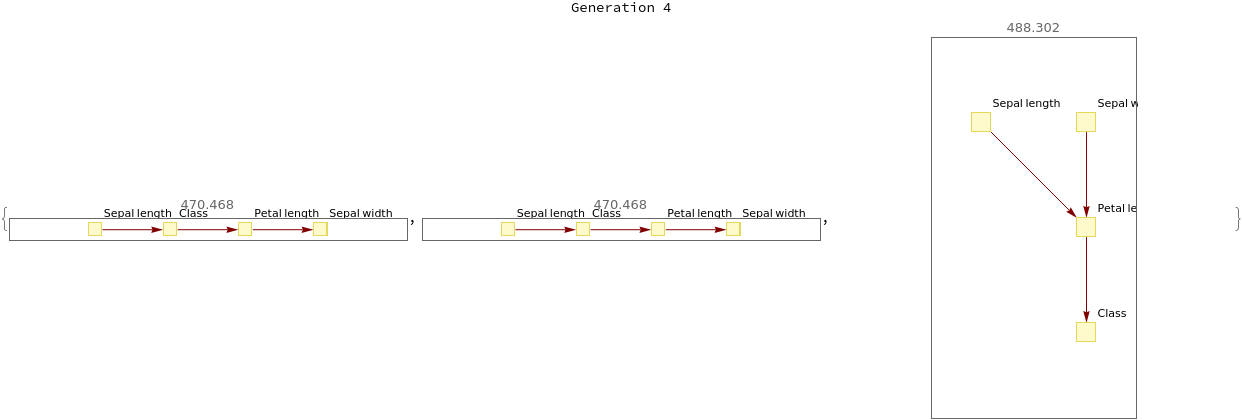 Generation 4
{
470.468
Sepal length Class Petal length Sepal width
,
470.468
Sepal length Class Petal length Sepal width
,
488.302
Sepal length Sepal w
Petal le
Class
}